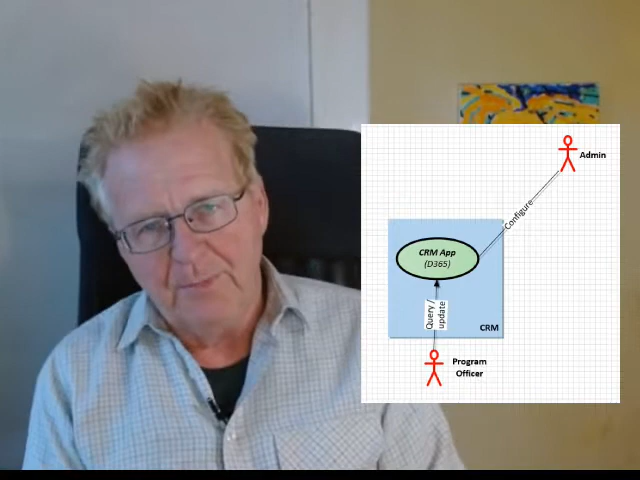 Admin
Configure
CRM App
(D365)
Query /
update
CRM
Program
Officer